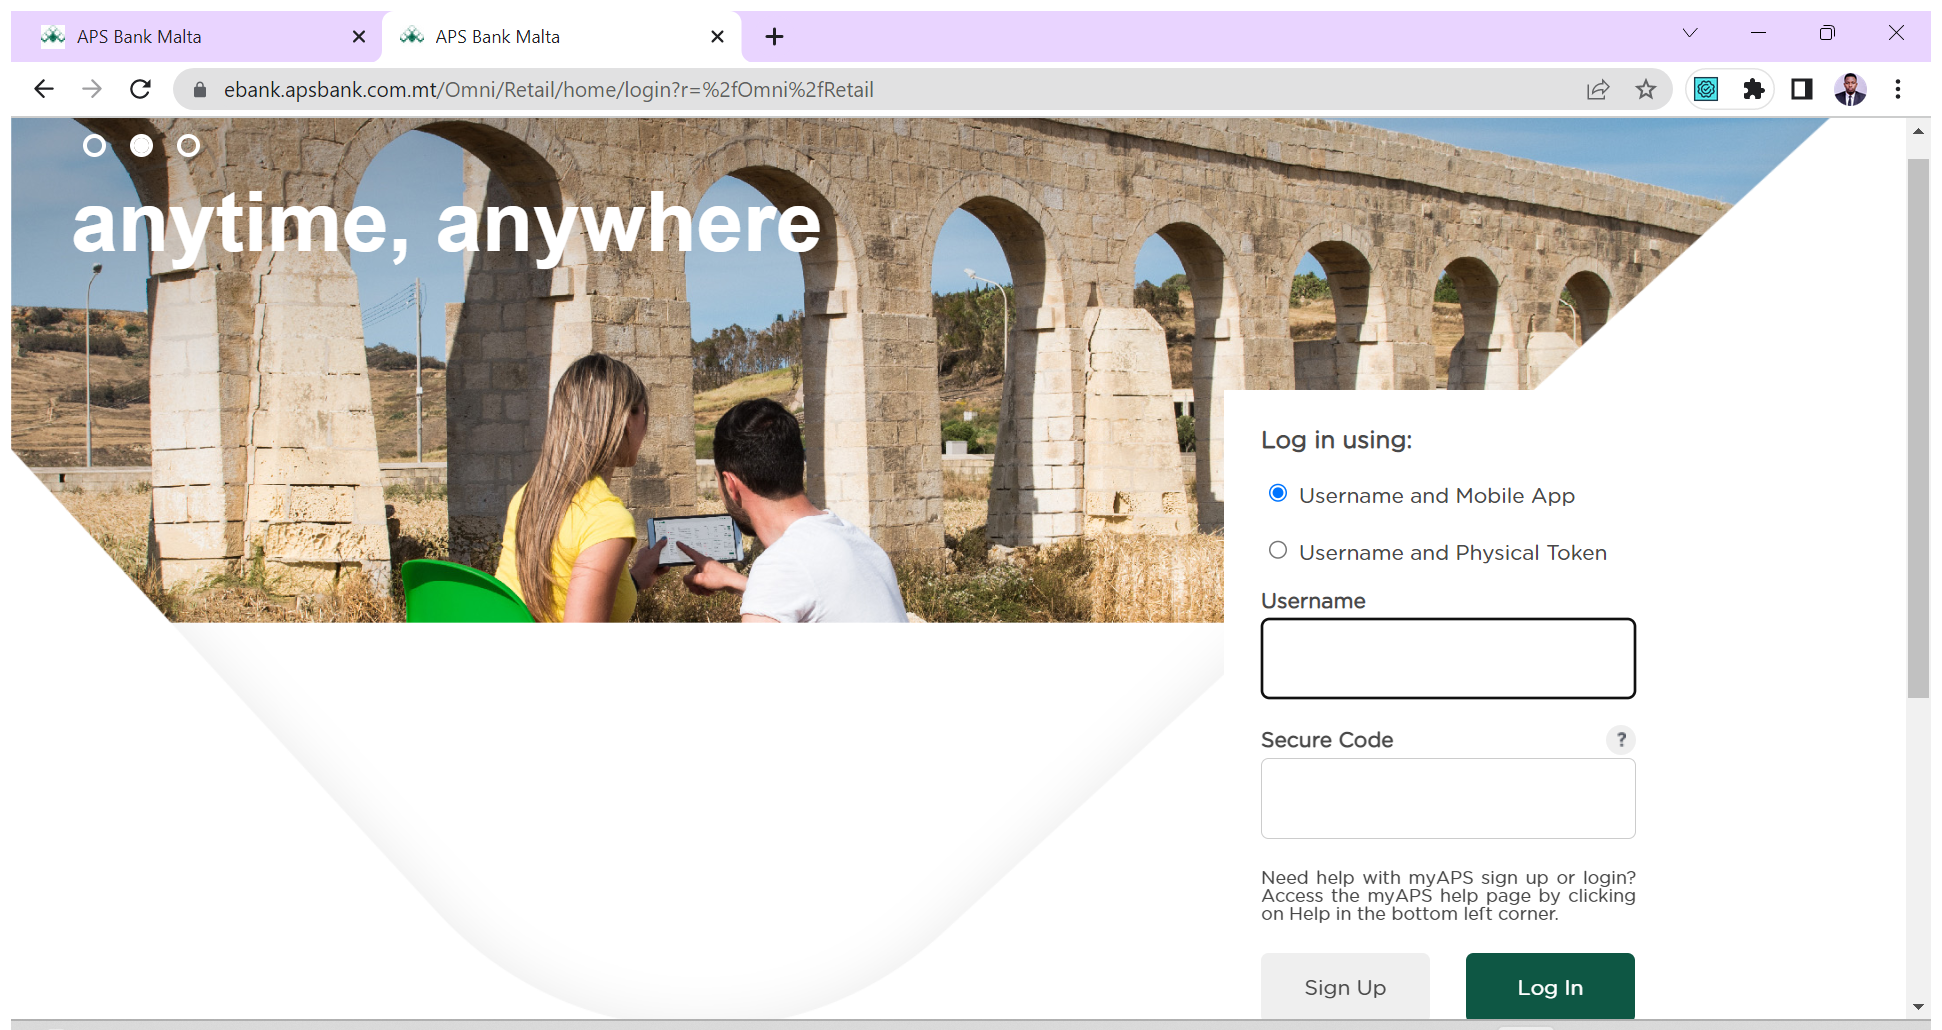 APS Bank Malta
APS Bank Malta
ebank.apsbank.com.mt/Omni/Retail/home/login?r=%2fOmni%2fRetail
anytime, anywhere
Log in using:
Username and Mobile App
Username and Physical Token
Username
Secure Code
?
Need help with myAPS sign up or login?
Access the myAPS help page by clicking
on Help in the bottom left corner.
Sign Up
Log In